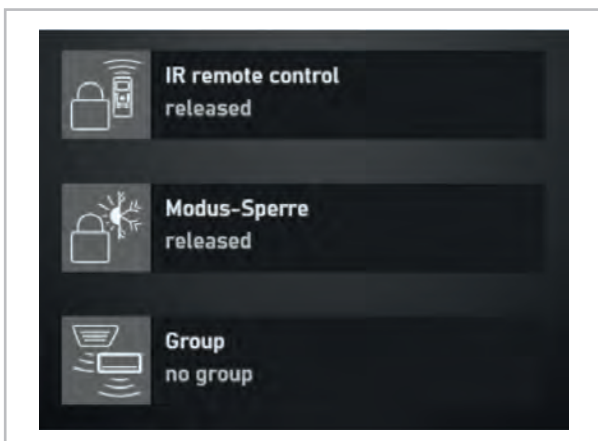 IR remote control
released
Modus-Sperre
released
Group
no group